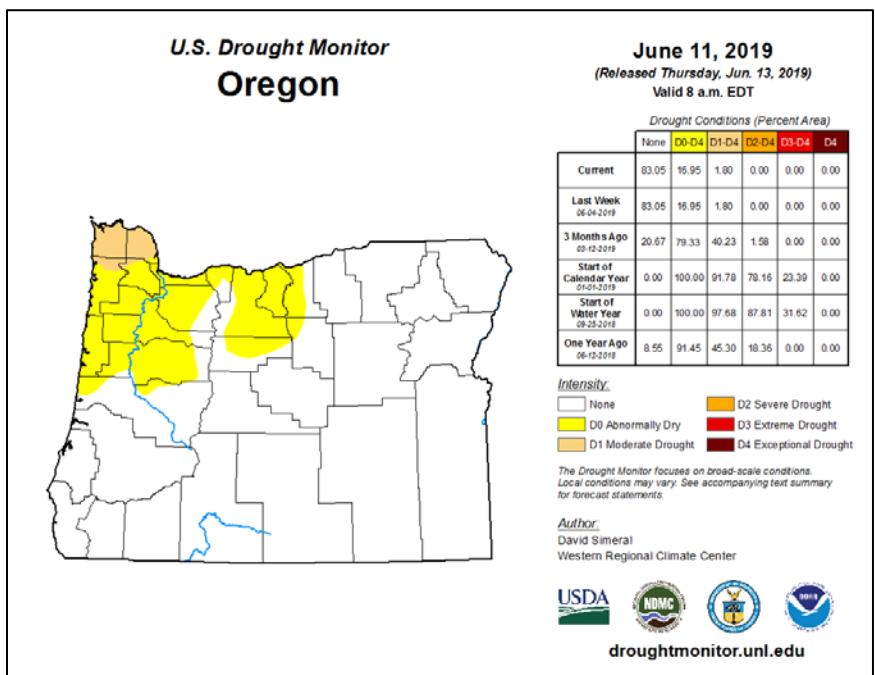 U.S. Drought Monitor
Oregon
June 11, 2019
(Released Thursday, Jun. 13, 2019)
Valid 8 a.m. EDT
Drought Conditions (Percent Area)
None D0-D4 D1-D4 D2-D4 D3-D4 D4
Current 83.05 16.95 1.80 0.00 0.00 0.00
Last Week
06-04-2019
83.05 16.95 1.80 0.00 0.00 0.00
3 Months Ago
03-12-2019
20.67 79.33 40.23 1.58 0.00 0.00
Start of
Calendar Year
01-01-2019
0.00 100.00 91.78 78.16 23.39 0.00
Start of
Water Year
09-25-2018
0.00 100.00 97.68 87.81 31.62 0.00
One Year Ago
06-12-2018
8.55 91.45 45.30 18.36 0.00 0.00
Intensity:
None
D0 Abnormally Dry
D1 Moderate Drought
D2 Severe Drought
D3 Extreme Drought
D4 Exceptional Drought
The Drought Monitor focuses on broad-scale conditions.
Local conditions may vary. See accompanying text summary
for forecast statements.
Author:
David Simeral
Western Regional Climate Center
USDA
NDMC
droughtmonitor.unl.edu